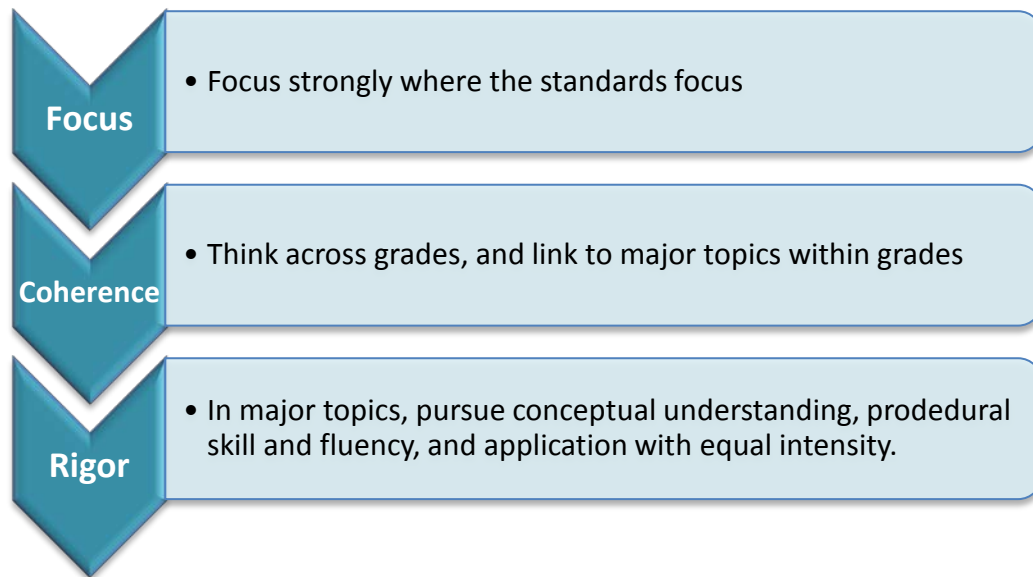 Focus
• Focus strongly where the standards focus
Coherence
• Think across grades, and link to major topics within grades
Rigor
• In major topics, pursue conceptual understanding, prodedural
skill and fluency, and application with equal intensity.